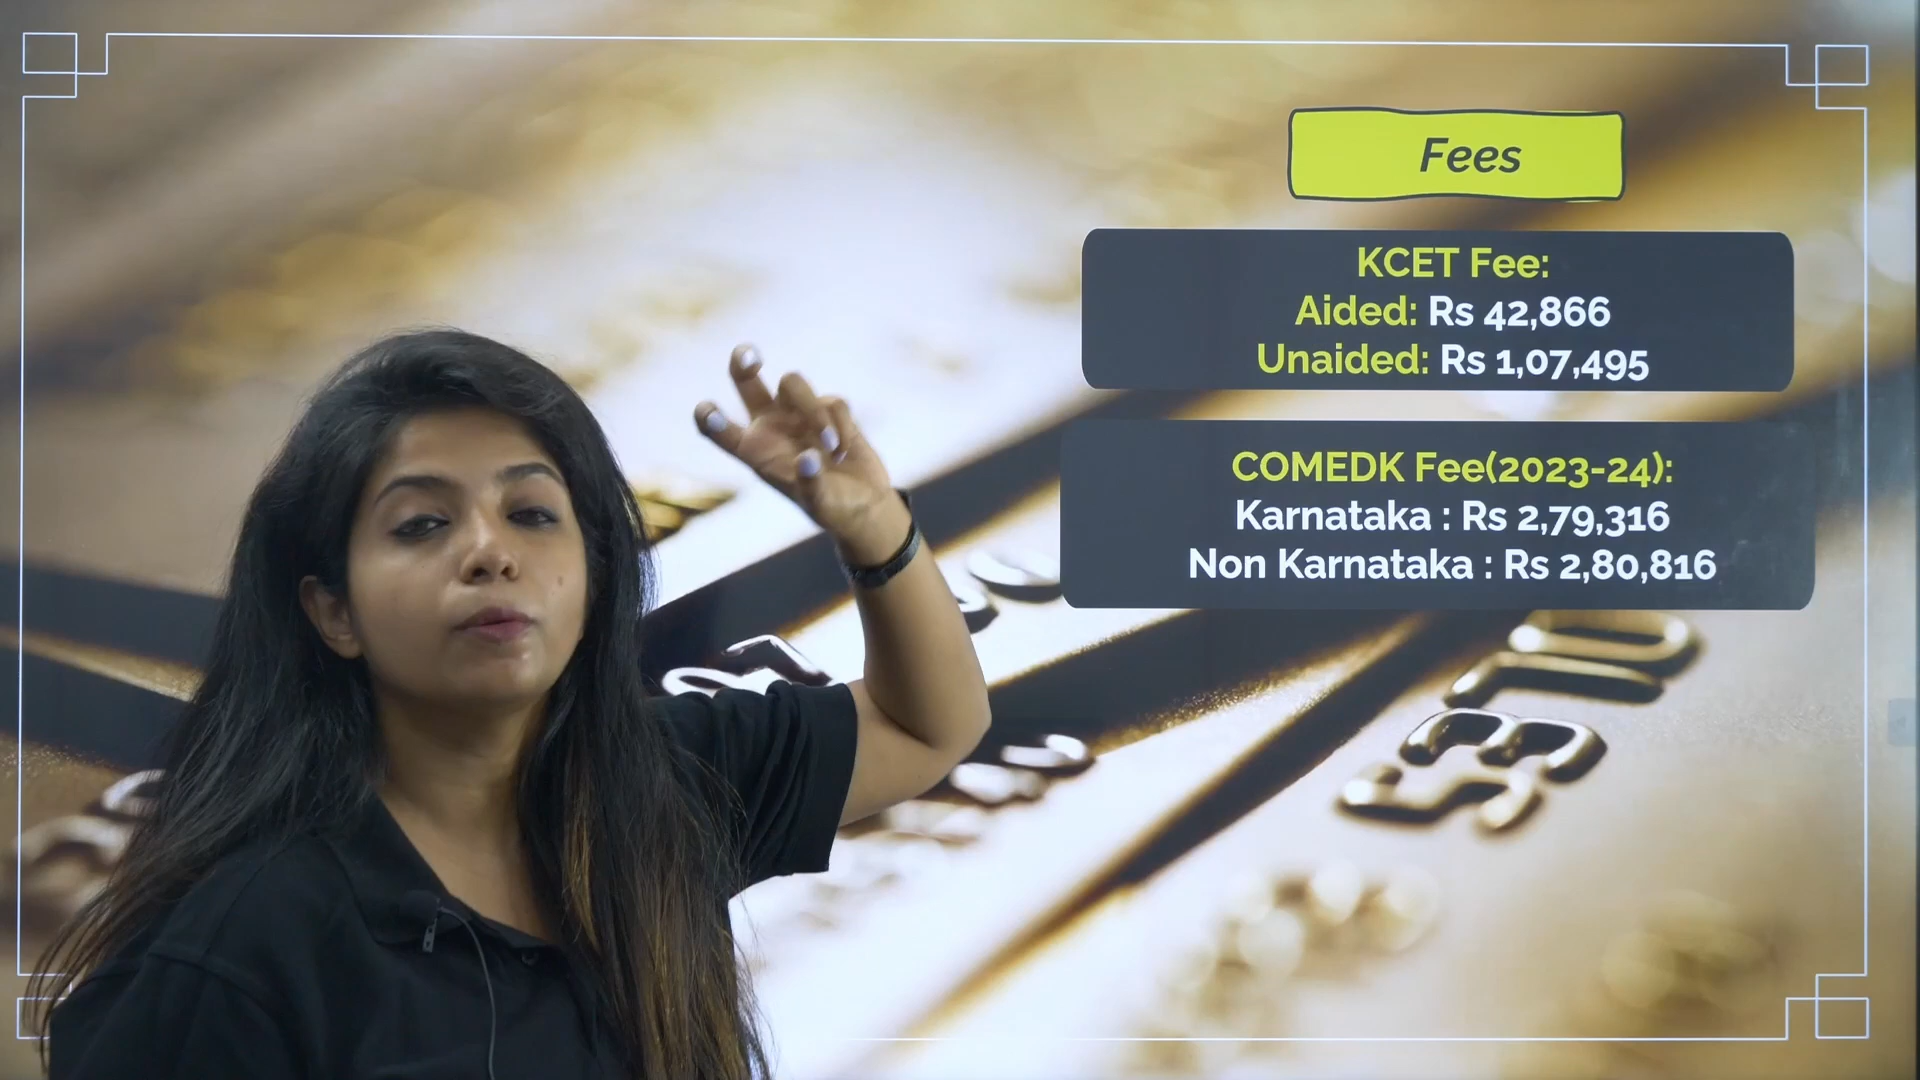 Fees
KCET Fee:
Aided: Rs 42,866
Unaided: Rs 1,07,495
COMEDK Fee(2023-24):
Karnataka : Rs 2,79,316
Non Karnataka : Rs 2,80,816